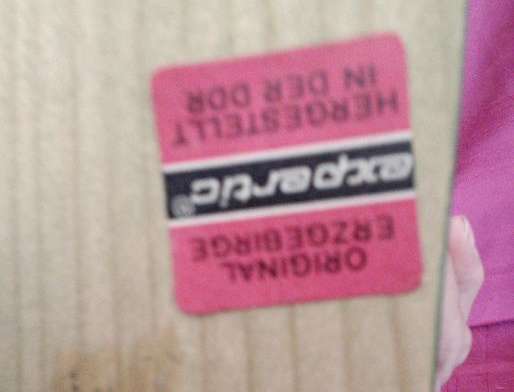 ORIGINAL
ERZGEBIRGE
expertic®
HERGESTELLT
IN DER DDR